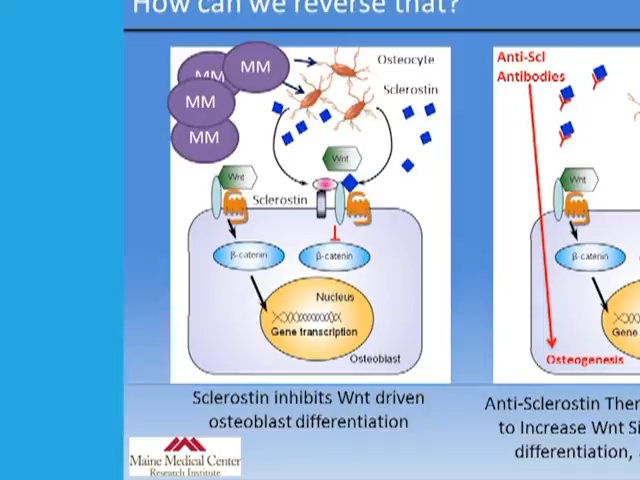 How can we reverse that?
MM
MM
MM
MM
Osteocyte
Sclerostin
Wnt
Wnt
Sclerostin
β-catenin
β-catenin
Nucleus
Gene transcription
Osteoblast
Sclerostin inhibits Wnt driven
osteoblast differentiation
Maine Medical Center
Research Institute
Anti-Scl
Antibodies
Wnt
β-catenin
Gene
Osteogenesis
Anti-Sclerostin
to Increase Wnt
differentiation,